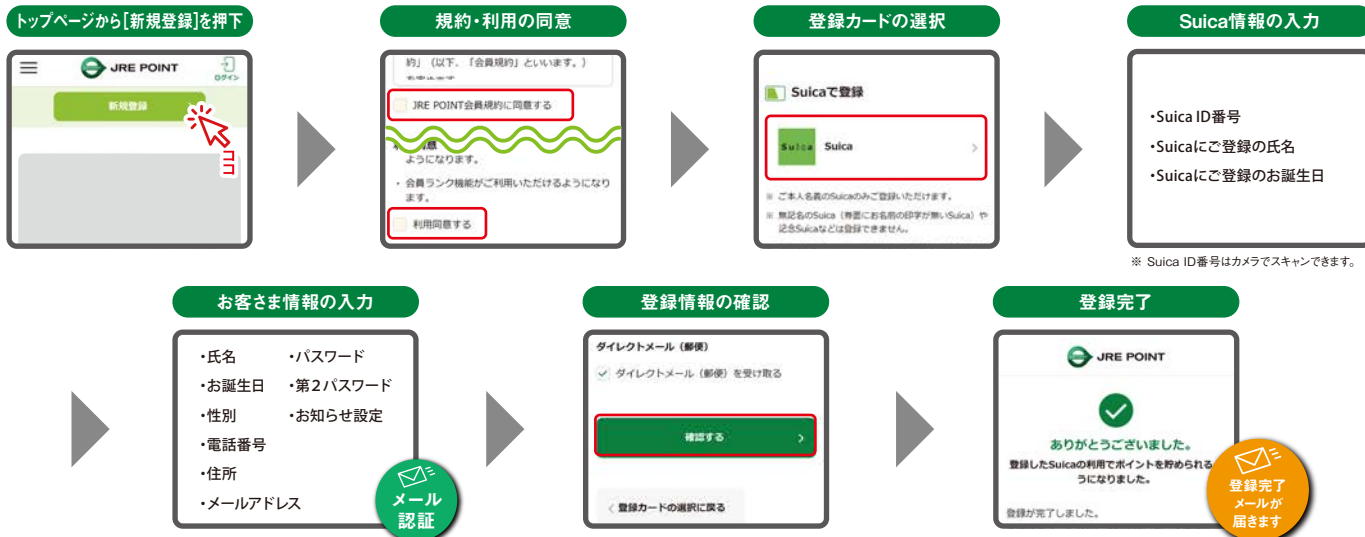 トップページから[新規登録]を押下
JRE POINT
ログイン
新規登録
ココ
規約・利用の同意
約」(以下、「会員規約」といいます。)
JRE POINT会員規約に同意する
ようになります。
・会員ランク機能がご利用いただけるようになり
ます。
利用同意する
登録カードの選択
Suicaで登録
Suica Suica
※ ご本人名義のSuicaのみご登録いただけます。
※ 無記名のSuica(券面にお名前の印字が無いSuica)や
記念Suicaなどは登録できません。
Suica情報の入力
・Suica ID番号
・Suicaにご登録の氏名
・Suicaにご登録のお誕生日
※ Suica ID番号はカメラでスキャンできます。
お客さま情報の入力
・氏名 ・パスワード
・お誕生日 ・第2パスワード
・性別 ・お知らせ設定
・電話番号
・住所
・メールアドレス
メール
認証
登録情報の確認
ダイレクトメール(郵便)
ダイレクトメール(郵便)を受け取る
確認する
登録カードの選択に戻る
登録完了
JRE POINT
ありがとうございました。
登録したSuicaの利用でポイントを貯められる
うになりました。
登録が完了しました。
登録完了
メールが
届きます